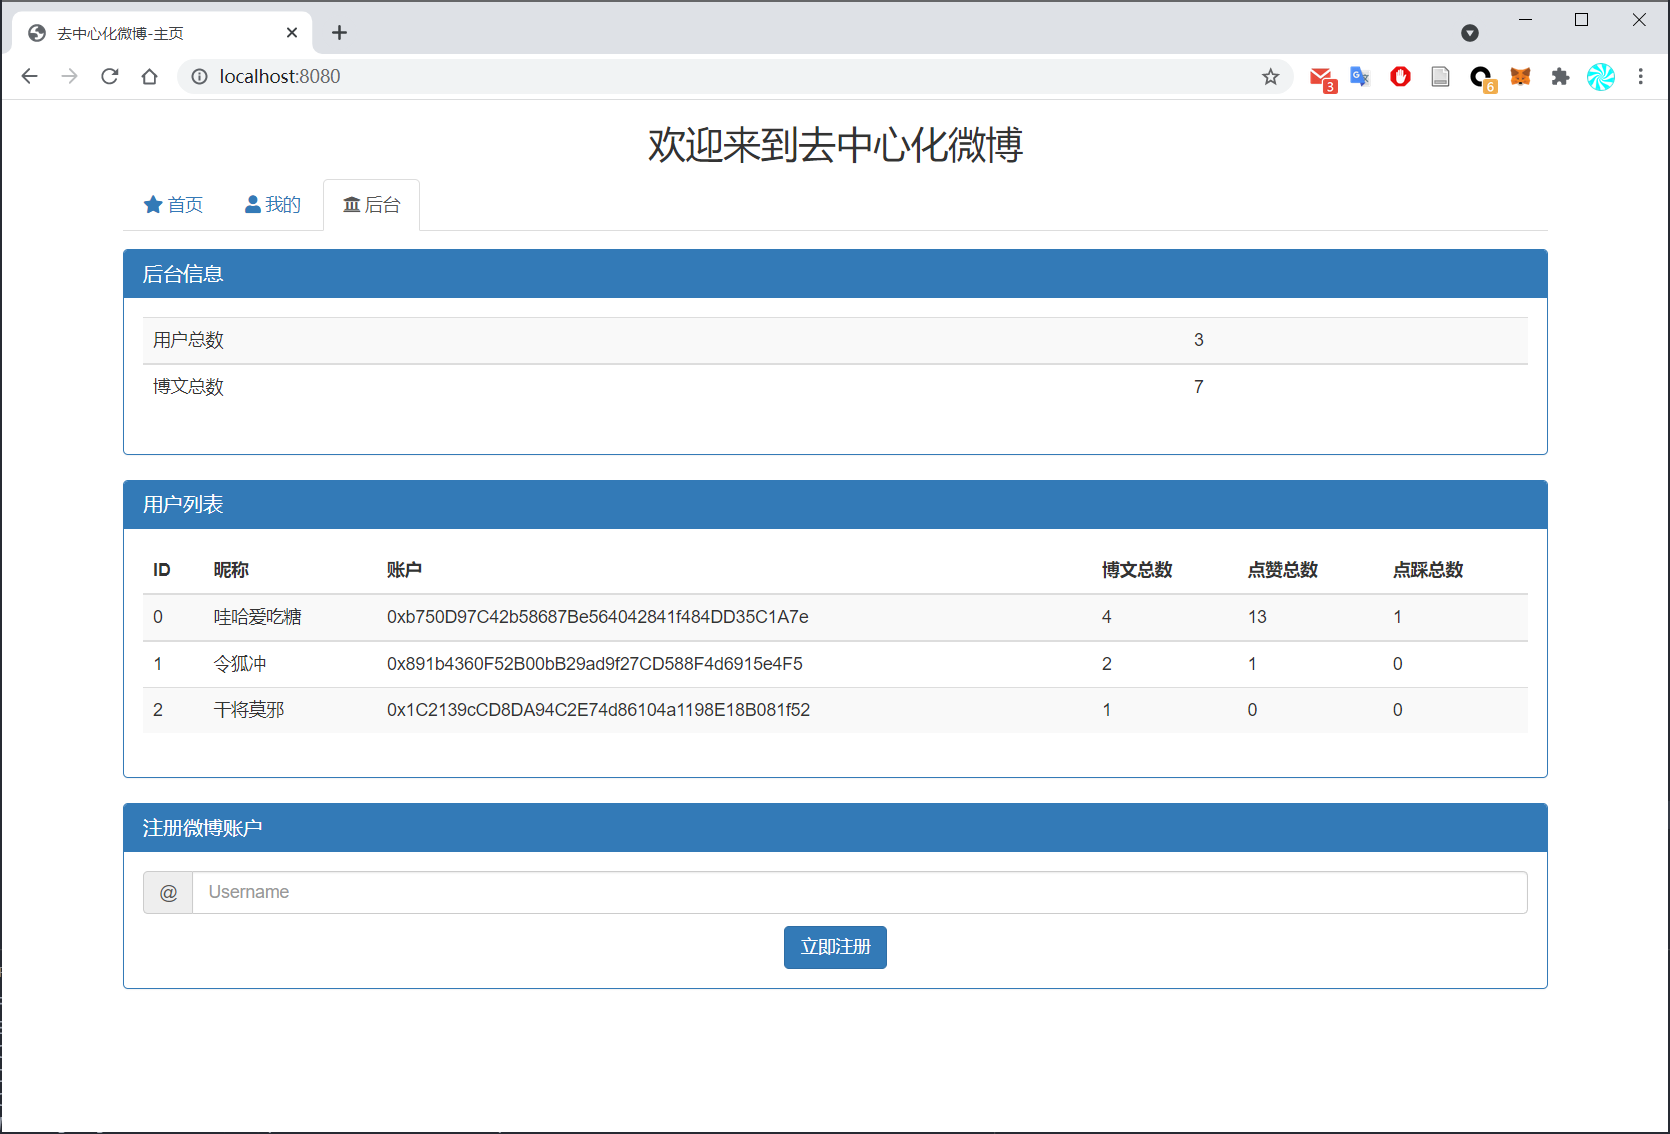 去中心化微博-主页
localhost:8080
3
6
欢迎来到去中心化微博
首页 我的 后台
后台信息
用户总数 3
博文总数 7
用户列表
ID 昵称 账户 博文总数 点赞总数 点踩总数
0 哇哈爱吃糖 0xb750D97C42b58687Be564042841f484DD35C1A7e 4 13 1
1 令狐冲 0x891b4360F52B00bB29ad9f27CD588F4d6915e4F5 2 1 0
2 干将莫邪 0x1C2139cCD8DA94C2E74d86104a1198E18B081f52 1 0 0
注册微博账户
@ Username
立即注册